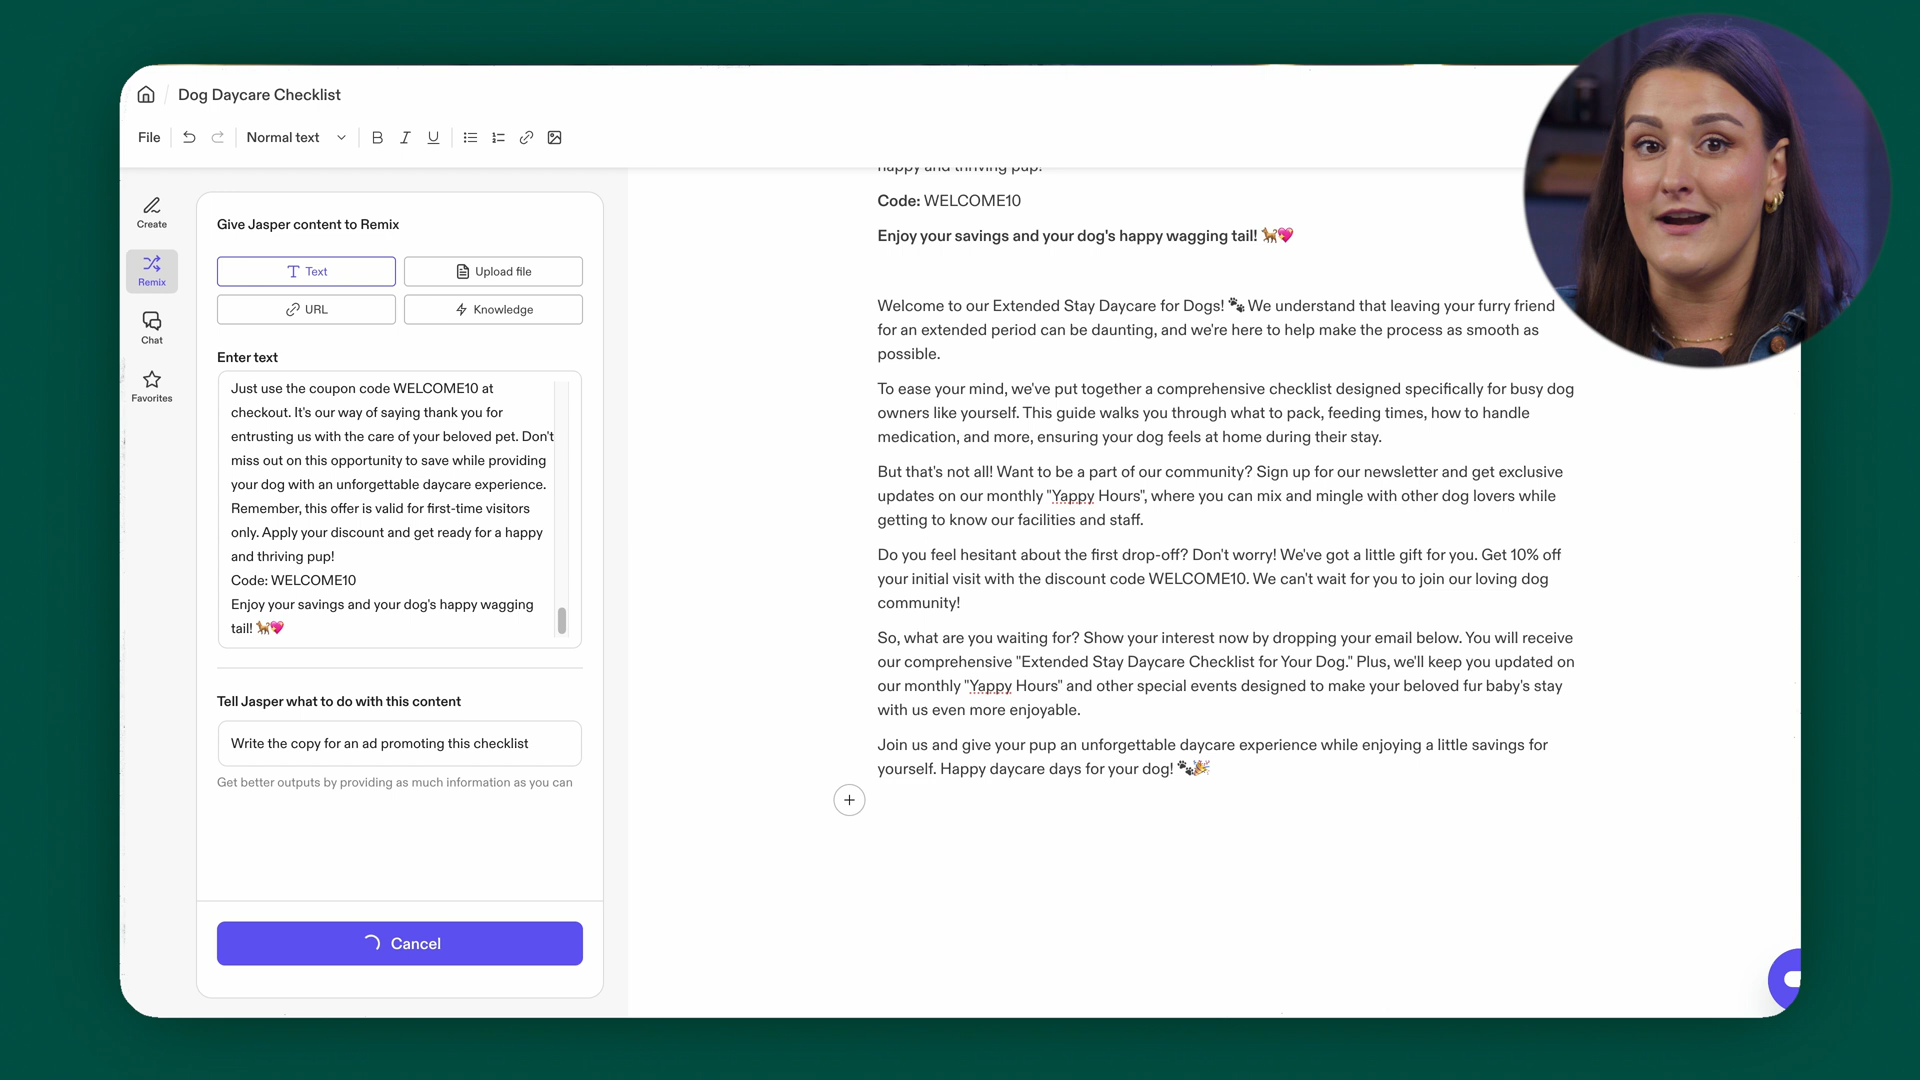 Dog Daycare Checklist
File
Normal text
B I U
Create
Remix
Chat
Favorites
Give Jasper content to Remix
Text
Upload file
URL
Knowledge
Enter text
Just use the coupon code WELCOME10 at
checkout. It's our way of saying thank you for
entrusting us with the care of your beloved pet. Don't
miss out on this opportunity to save while providing
your dog with an unforgettable daycare experience.
Remember, this offer is valid for first-time visitors
only. Apply your discount and get ready for a happy
and thriving pup!
Code: WELCOME10
Enjoy your savings and your dog's happy wagging
tail! 🐕💖
Tell Jasper what to do with this content
Write the copy for an ad promoting this checklist
Get better outputs by providing as much information as you can
Cancel
happy and thriving pup!
Code: WELCOME10
Enjoy your savings and your dog's happy wagging tail! 🐕💖
Welcome to our Extended Stay Daycare for Dogs! 🐾 We understand that leaving your furry friend
for an extended period can be daunting, and we're here to help make the process as smooth as
possible.
To ease your mind, we've put together a comprehensive checklist designed specifically for busy dog
owners like yourself. This guide walks you through what to pack, feeding times, how to handle
medication, and more, ensuring your dog feels at home during their stay.
But that's not all! Want to be a part of our community? Sign up for our newsletter and get exclusive
updates on our monthly "Yappy Hours", where you can mix and mingle with other dog lovers while
getting to know our facilities and staff.
Do you feel hesitant about the first drop-off? Don't worry! We've got a little gift for you. Get 10% off
your initial visit with the discount code WELCOME10. We can't wait for you to join our loving dog
community!
So, what are you waiting for? Show your interest now by dropping your email below. You will receive
our comprehensive "Extended Stay Daycare Checklist for Your Dog." Plus, we'll keep you updated on
our monthly "Yappy Hours" and other special events designed to make your beloved fur baby's stay
with us even more enjoyable.
Join us and give your pup an unforgettable daycare experience while enjoying a little savings for
yourself. Happy daycare days for your dog! 🐾🎉